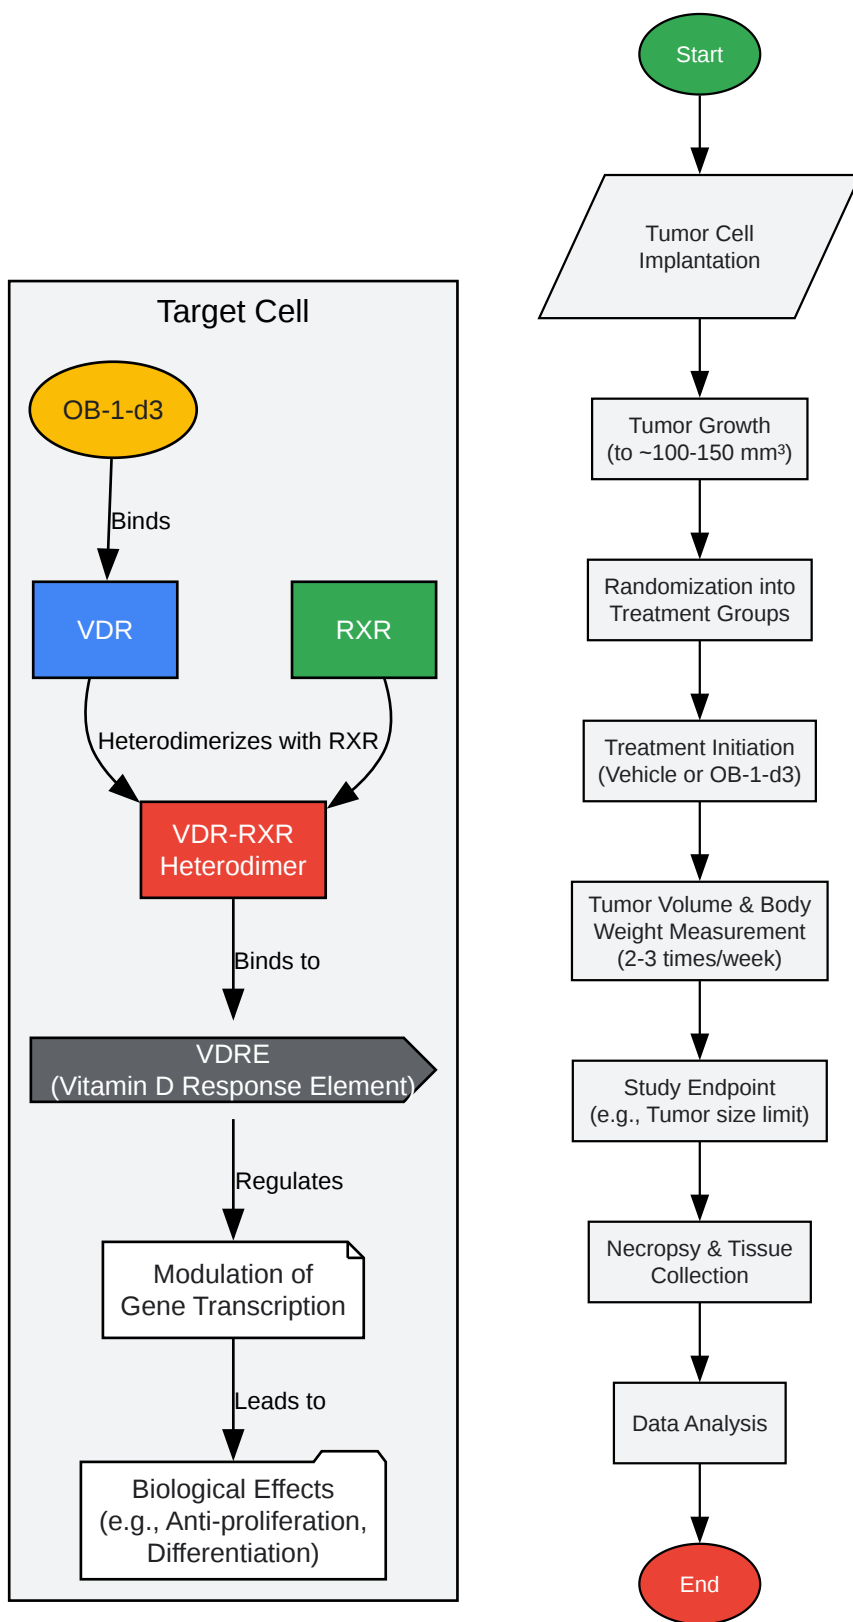 Target Cell
OB-1-d3
Binds
VDR
RXR
Heterodimerizes with RXR
VDR-RXR
Heterodimer
Binds to
VDRE
(Vitamin D Response Element)
Regulates
Modulation of
Gene Transcription
Leads to
Biological Effects
(e.g., Anti-proliferation,
Differentiation)
Start
Tumor Cell
Implantation
Tumor Growth
(to ~100-150 mm³)
Randomization into
Treatment Groups
Treatment Initiation
(Vehicle or OB-1-d3)
Tumor Volume & Body
Weight Measurement
(2-3 times/week)
Study Endpoint
(e.g., Tumor size limit)
Necropsy & Tissue
Collection
Data Analysis
End